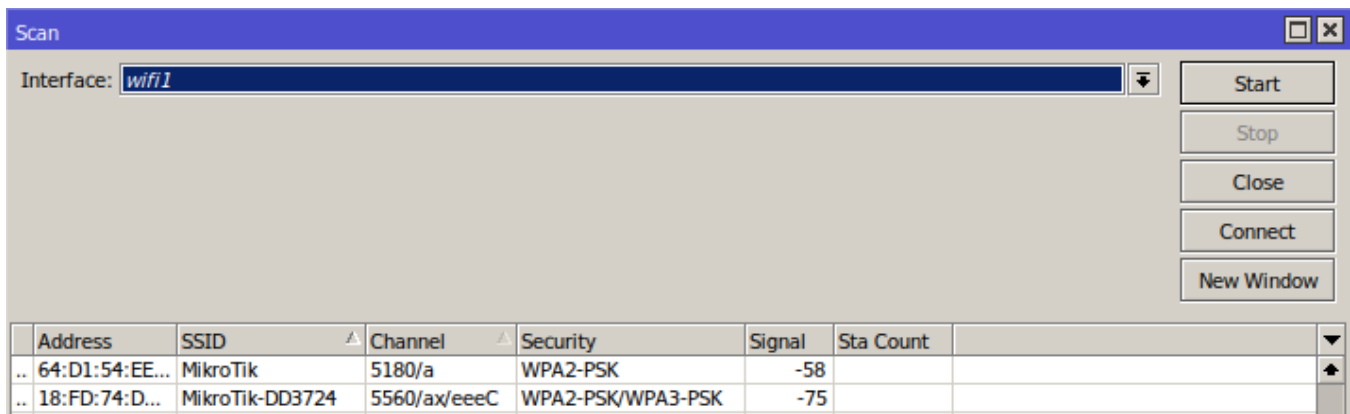 Scan
Interface: wifi1
Start
Stop
Close
Connect
New Window
Address SSID Channel Security Signal Sta Count
.. 64:D1:54:EE... MikroTik 5180/a WPA2-PSK -58
.. 18:FD:74:D... MikroTik-DD3724 5560/ax/eeeC WPA2-PSK/WPA3-PSK -75